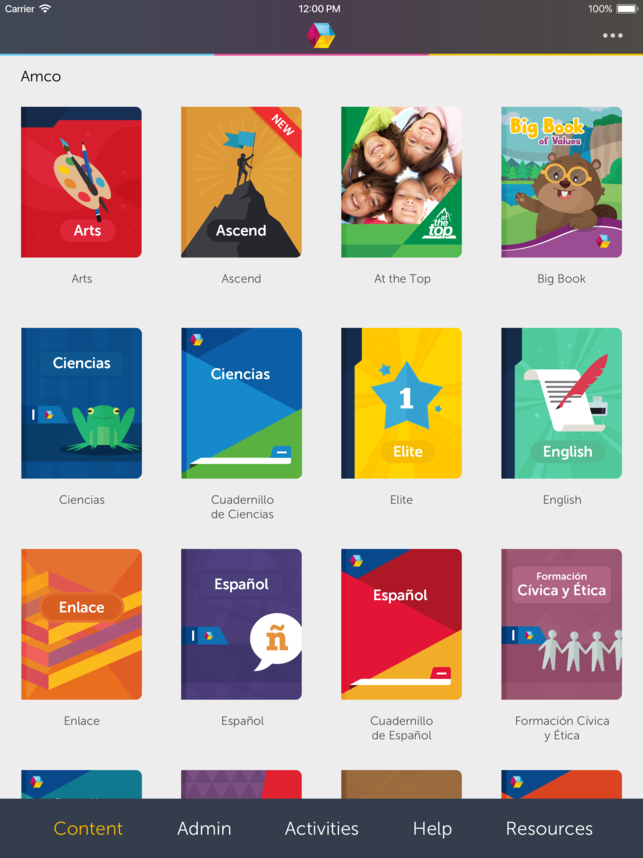 Carrier 12:00 PM 100%
Amco
Arts
NEW
Ascend
at
the
top
Big Book
of Values
Arts
Ascend
At the Top
Big Book
Ciencias
Ciencias
1
Elite
English
Ciencias
Cuadernillo
de Ciencias
Elite
English
Enlace
Español
ñ
Español
Formación
Cívica y Ética
Enlace
Español
Cuadernillo
de Español
Formación Cívica
y Ética
Content Admin Activities Help Resources